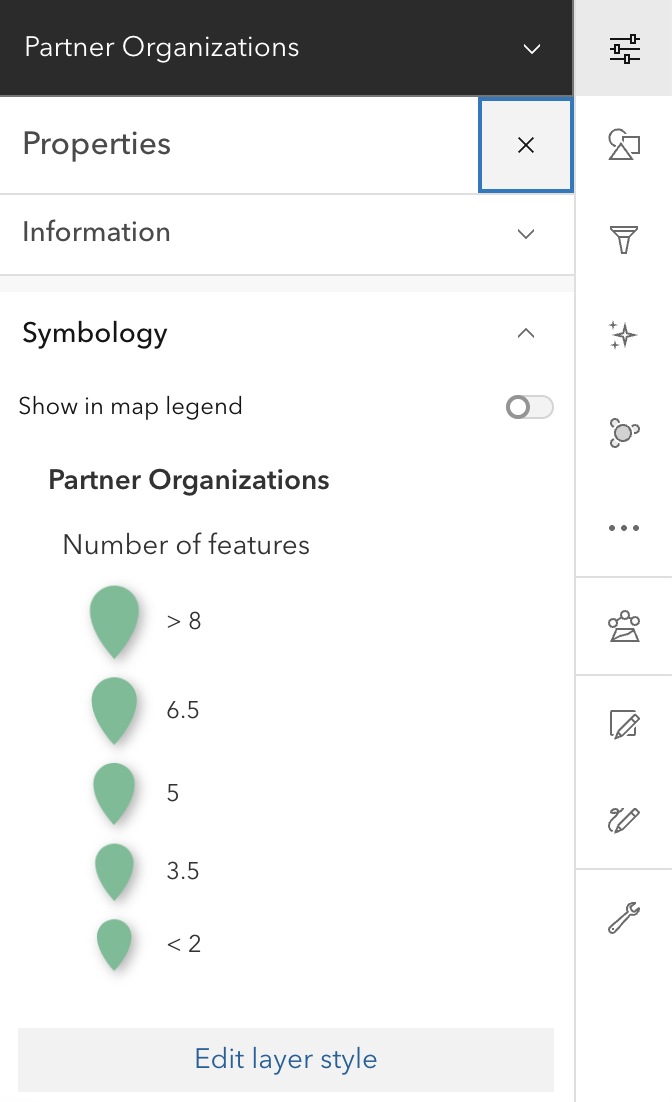 Partner Organizations
Properties
Information
Symbology
Show in map legend
Partner Organizations
Number of features
> 8
6.5
5
3.5
< 2
Edit layer style